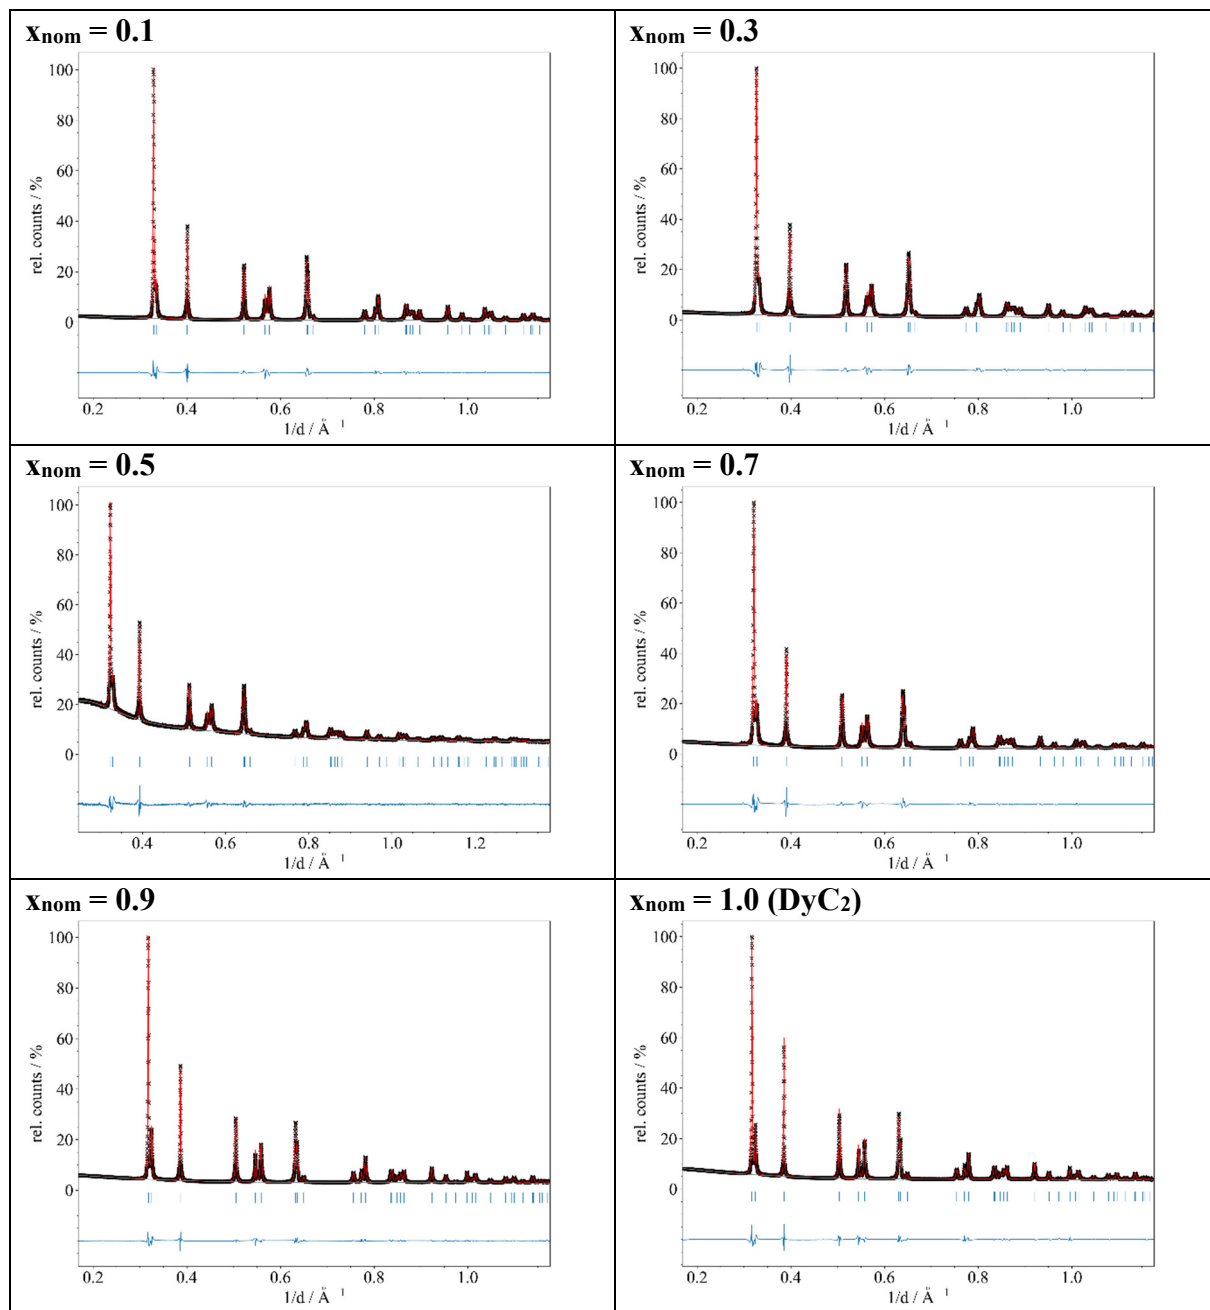 xnom = 0.1
rel. counts / %
100
80
60
40
20
0
0.2 0.4 0.6 0.8 1.0
1/d / Å⁻¹
xnom = 0.3
rel. counts / %
100
80
60
40
20
0
0.2 0.4 0.6 0.8 1.0
1/d / Å⁻¹
xnom = 0.5
rel. counts / %
100
80
60
40
20
0
0.4 0.6 0.8 1.0 1.2
1/d / Å⁻¹
xnom = 0.7
rel. counts / %
100
80
60
40
20
0
0.2 0.4 0.6 0.8 1.0
1/d / Å⁻¹
xnom = 0.9
rel. counts / %
100
80
60
40
20
0
0.2 0.4 0.6 0.8 1.0
1/d / Å⁻¹
xnom = 1.0 (DyC₂)
rel. counts / %
100
80
60
40
20
0
0.2 0.4 0.6 0.8 1.0
1/d / Å⁻¹